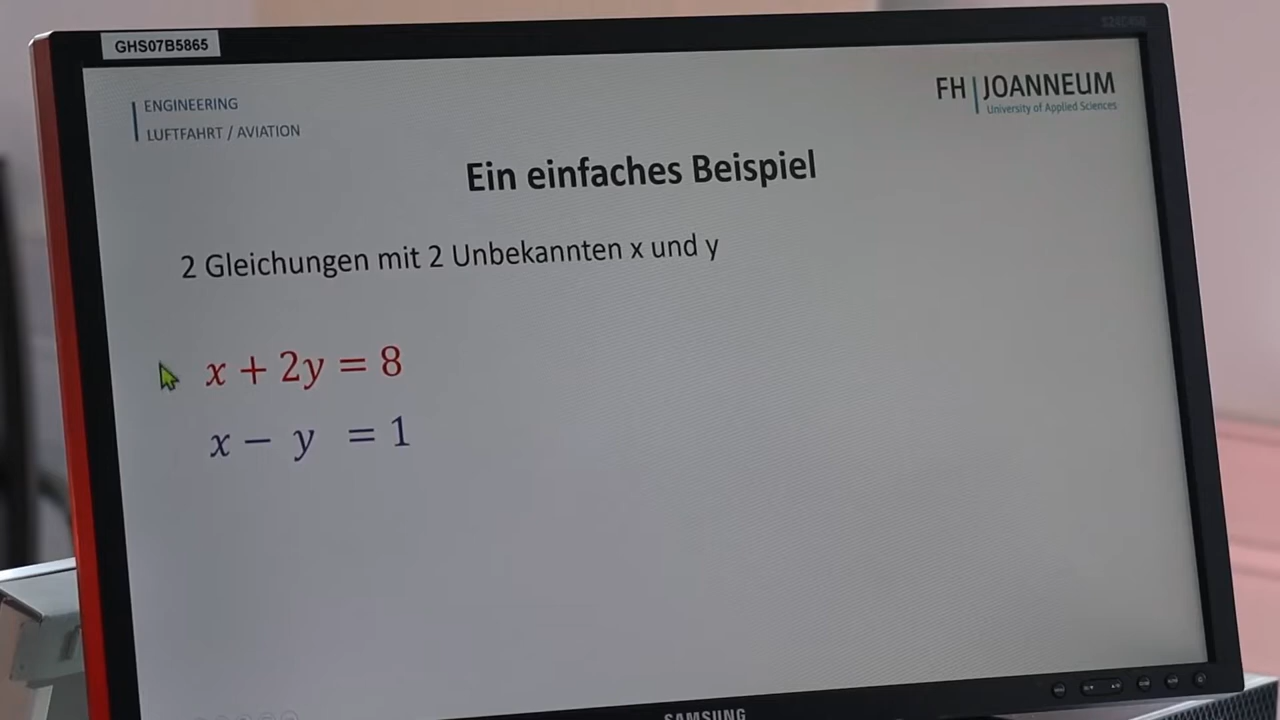 GHS07B5865
ENGINEERING
LUFTFAHRT / AVIATION
FH | JOANNEUM
University of Applied Sciences
Ein einfaches Beispiel
2 Gleichungen mit 2 Unbekannten x und y
x + 2y = 8
x − y = 1
SAMSUNG